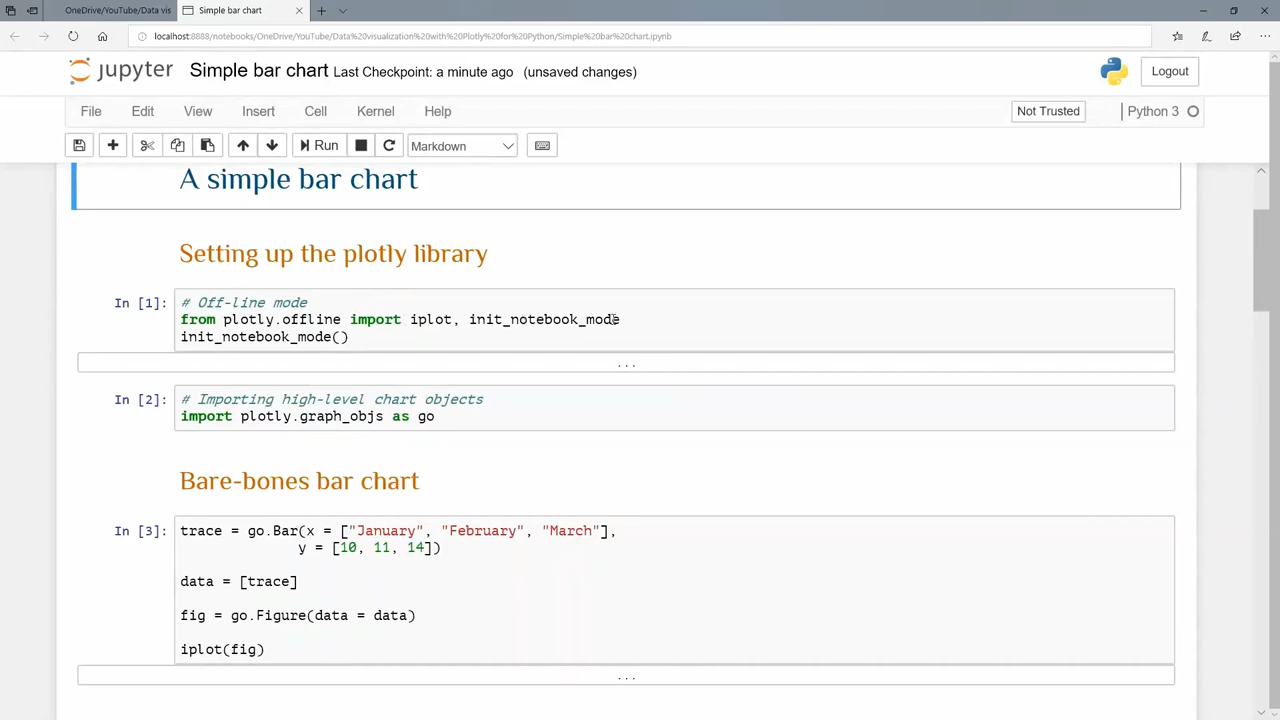 OneDrive/YouTube/Data vis
Simple bar chart
localhost:8888/notebooks/OneDrive/YouTube/Data%20visualization%20with%20Plotly%20for%20Python/Simple%20bar%20chart.ipynb
jupyter Simple bar chart Last Checkpoint: a minute ago (unsaved changes) Logout
File Edit View Insert Cell Kernel Help Not Trusted Python 3
Run Markdown
A simple bar chart
Setting up the plotly library
In [1]: # Off-line mode
from plotly.offline import iplot, init_notebook_mode
init_notebook_mode()
...
In [2]: # Importing high-level chart objects
import plotly.graph_objs as go
Bare-bones bar chart
In [3]: trace = go.Bar(x = ["January", "February", "March"],
y = [10, 11, 14])
data = [trace]
fig = go.Figure(data = data)
iplot(fig)
...